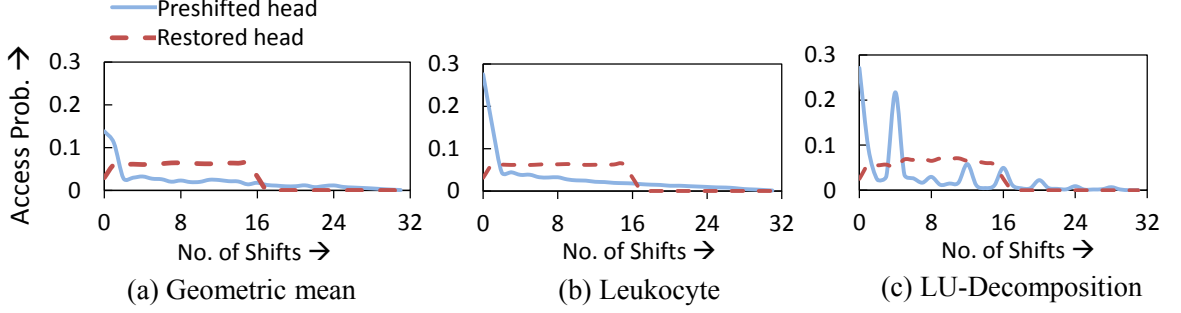 Preshifted head
Restored head
Access Prob. →
0.3
0.2
0.1
0
0 8 16 24 32
No. of Shifts →
(a) Geometric mean
0.3
0.2
0.1
0
0 8 16 24 32
No. of Shifts →
(b) Leukocyte
0.3
0.2
0.1
0
0 8 16 24 32
No. of Shifts →
(c) LU-Decomposition